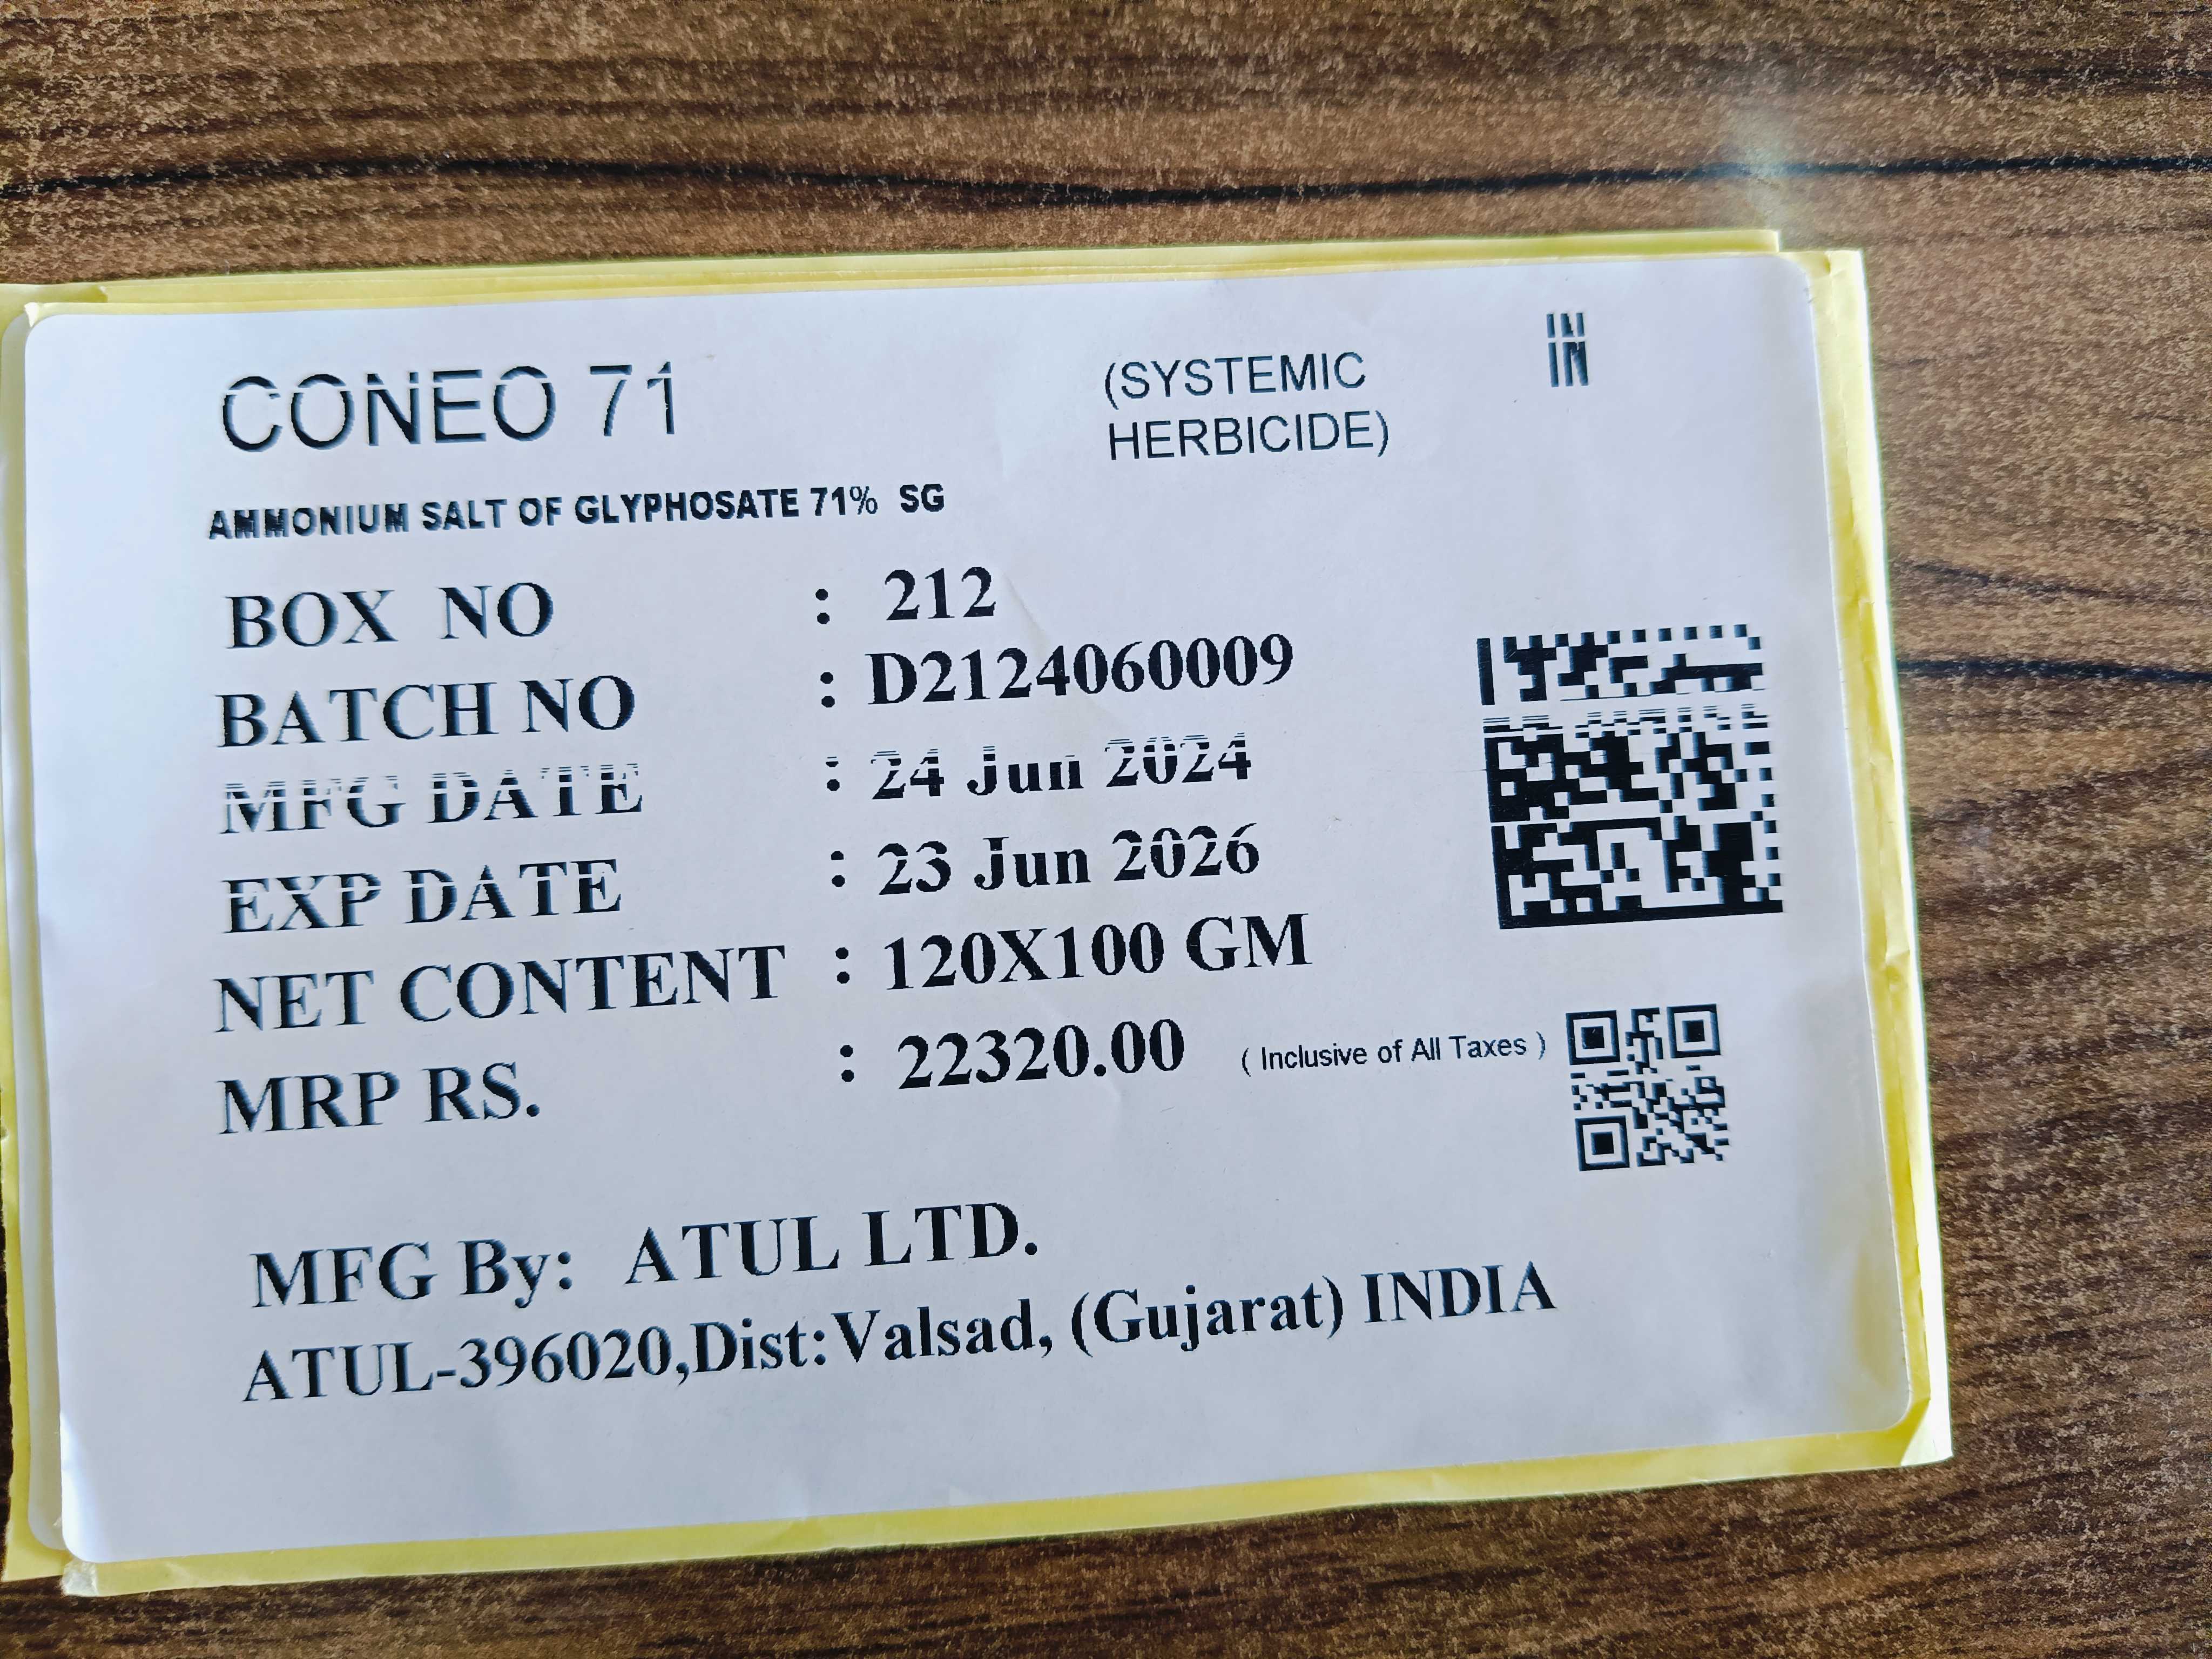 CONEO 71
(SYSTEMIC
HERBICIDE)
IN
AMMONIUM SALT OF GLYPHOSATE 71% SG
BOX NO : 212
BATCH NO : D2124060009
MFG DATE : 24 Jun 2024
EXP DATE : 23 Jun 2026
NET CONTENT : 120X100 GM
MRP RS. : 22320.00 ( Inclusive of All Taxes )
MFG By: ATUL LTD.
ATUL-396020,Dist:Valsad, (Gujarat) INDIA